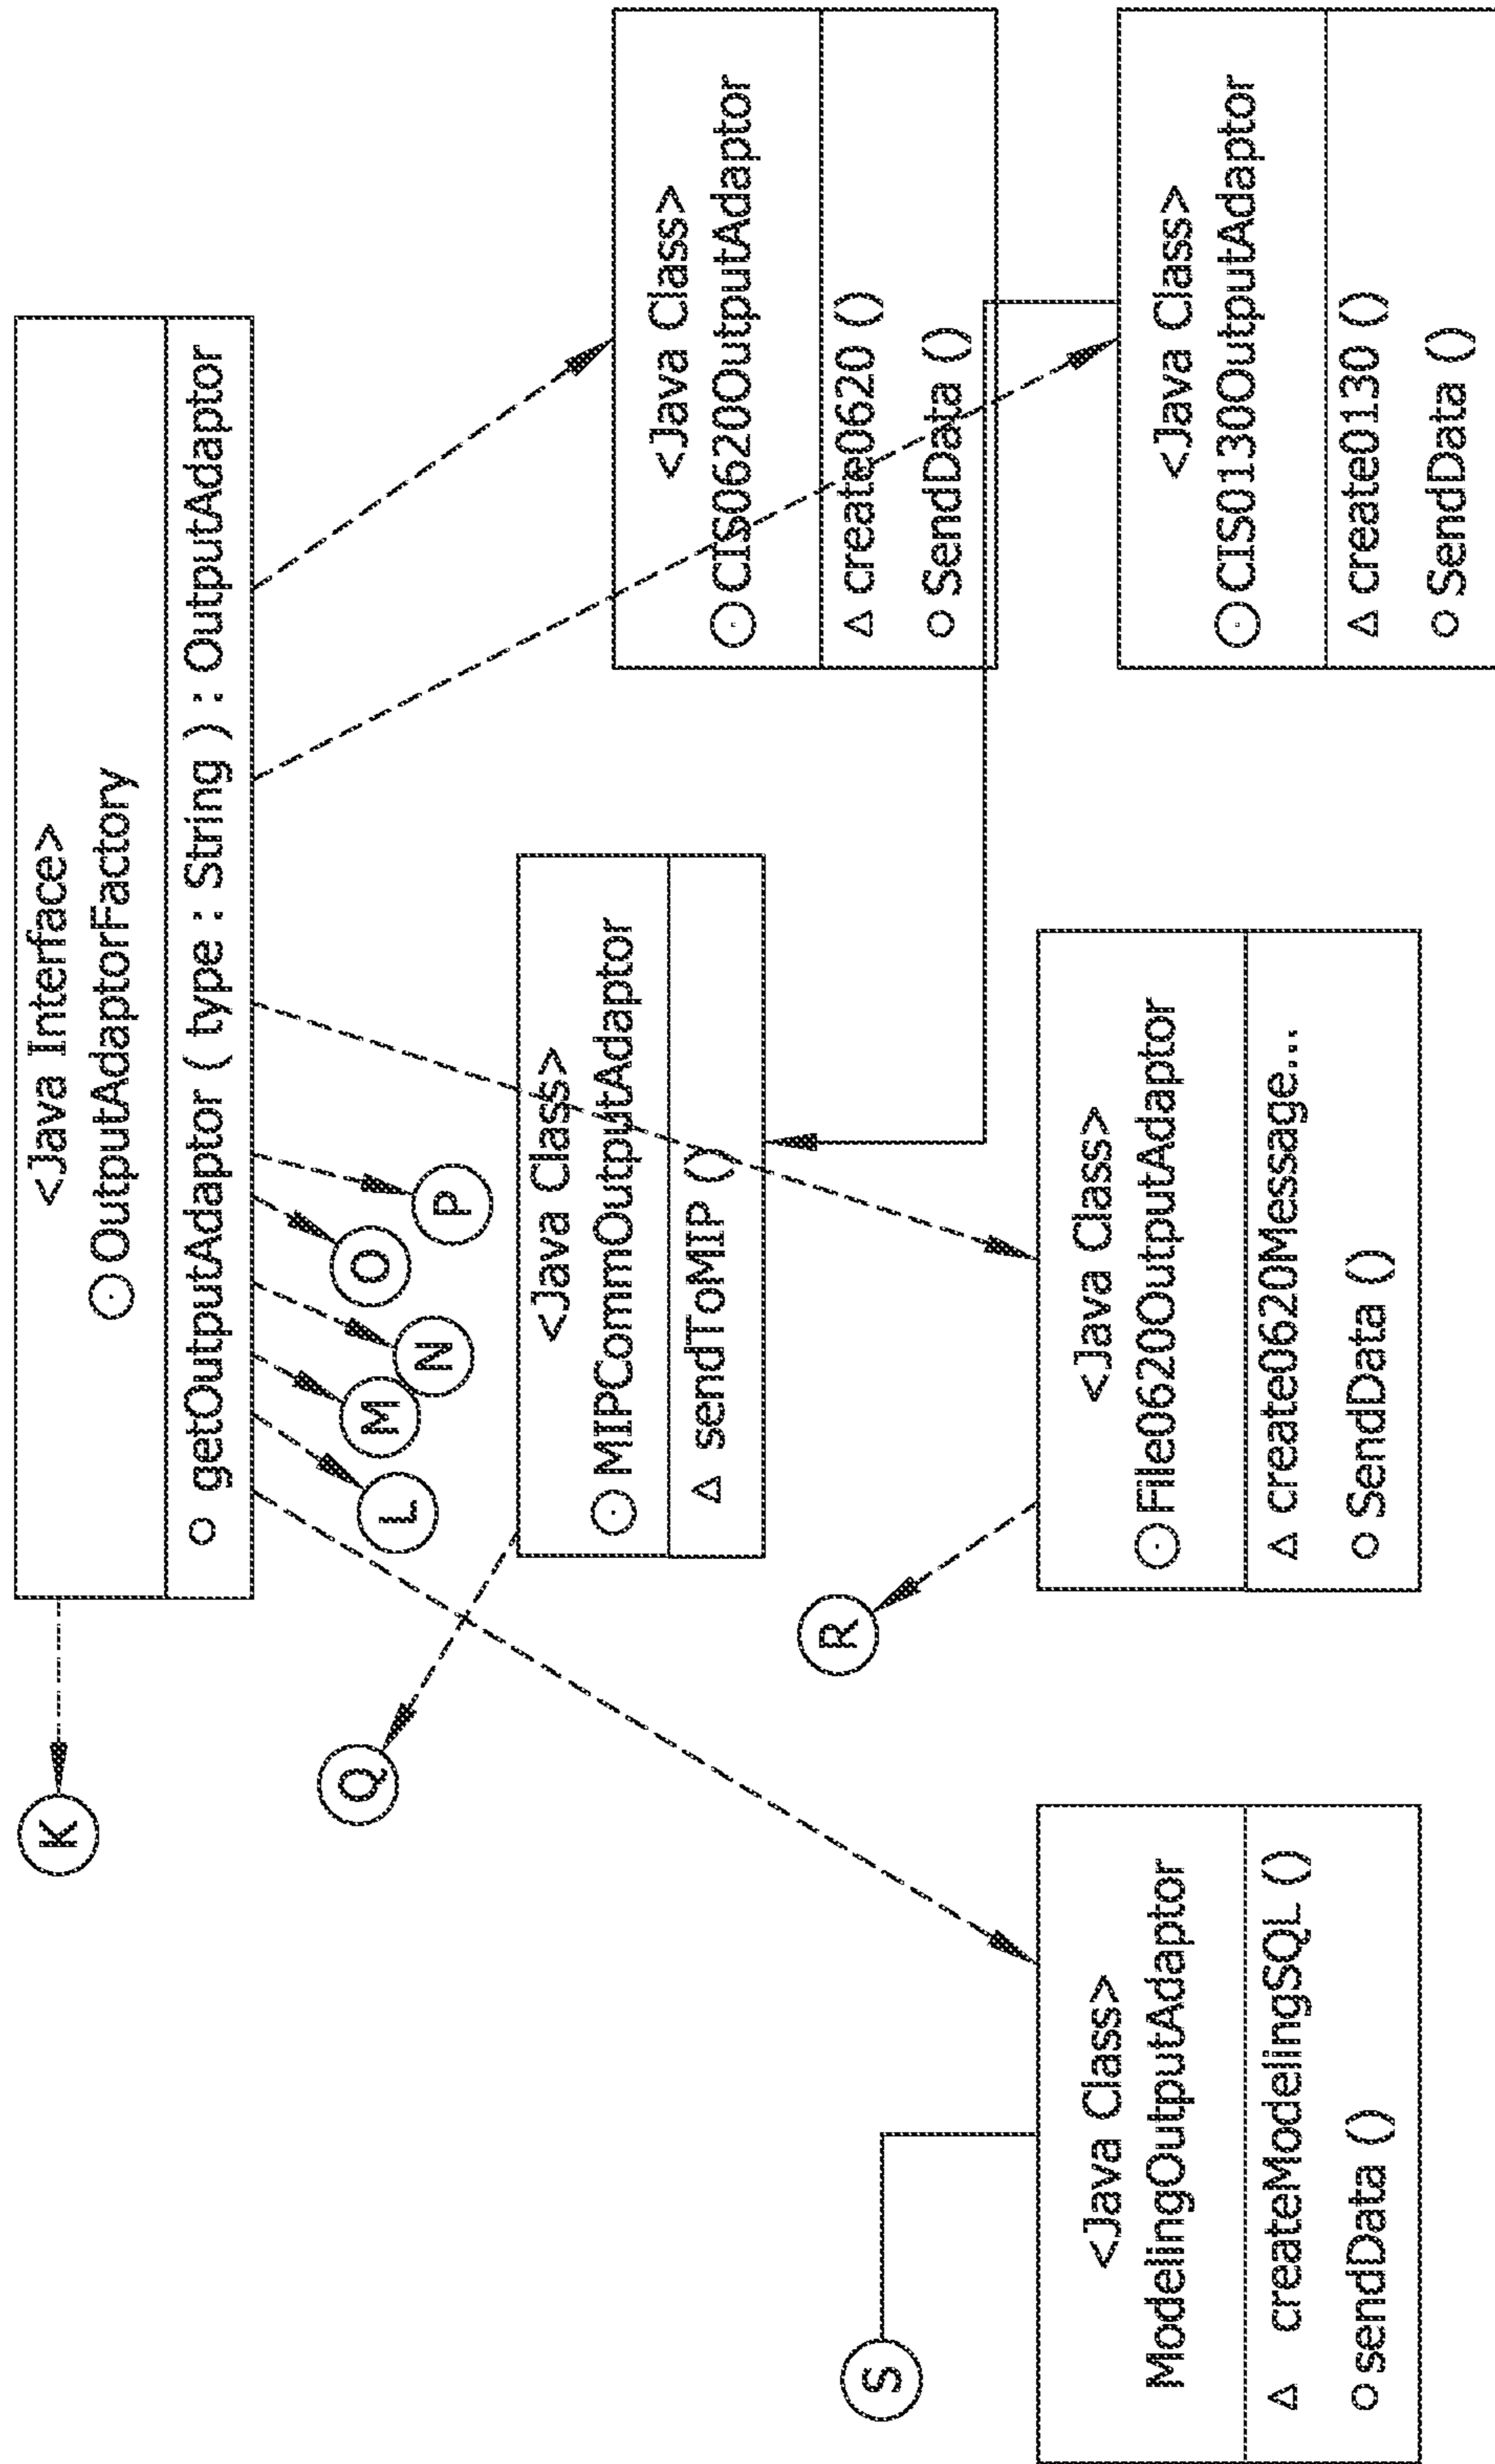 <Java Interface>
OutputAdaptorFactory
getOutputAdaptor ( type : String ) : OutputAdaptor
K
L
M
N
O
P
Q
<Java Class>
MIPCommOutputAdaptor
sendToMIP ()
<Java Class>
CIS0620OutputAdaptor
create0620 ()
SendData ()
R
S
<Java Class>
ModelingOutputAdaptor
createModelingSQL ()
sendData ()
<Java Class>
File0620OutputAdaptor
create0620Message...
SendData ()
<Java Class>
CIS0130OutputAdaptor
create0130 ()
SendData ()